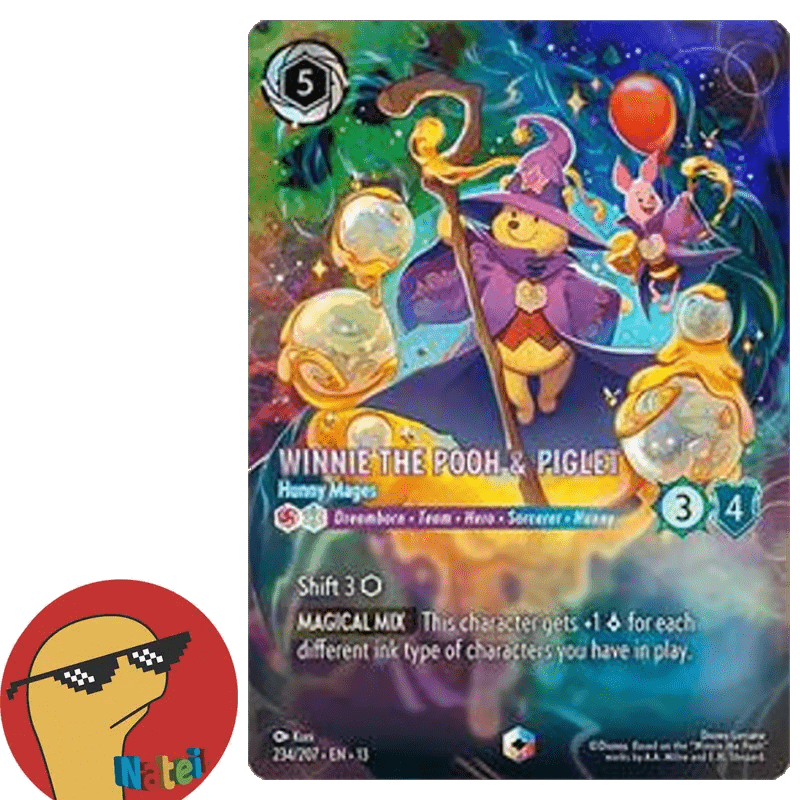 5
WINNIE THE POOH & PIGLET
Hunny Mages
Dreamborn • Team • Hero • Sorcerer • Hunny
3 4
Shift 3
MAGICAL MIX This character gets +1 for each
different ink type of characters you have in play.
Kuni
234/207 • EN • 13
Disney Lorcana
©Disney Based on the "Winnie the Pooh"
works by A.A. Milne and E.H. Shepard.
Natei